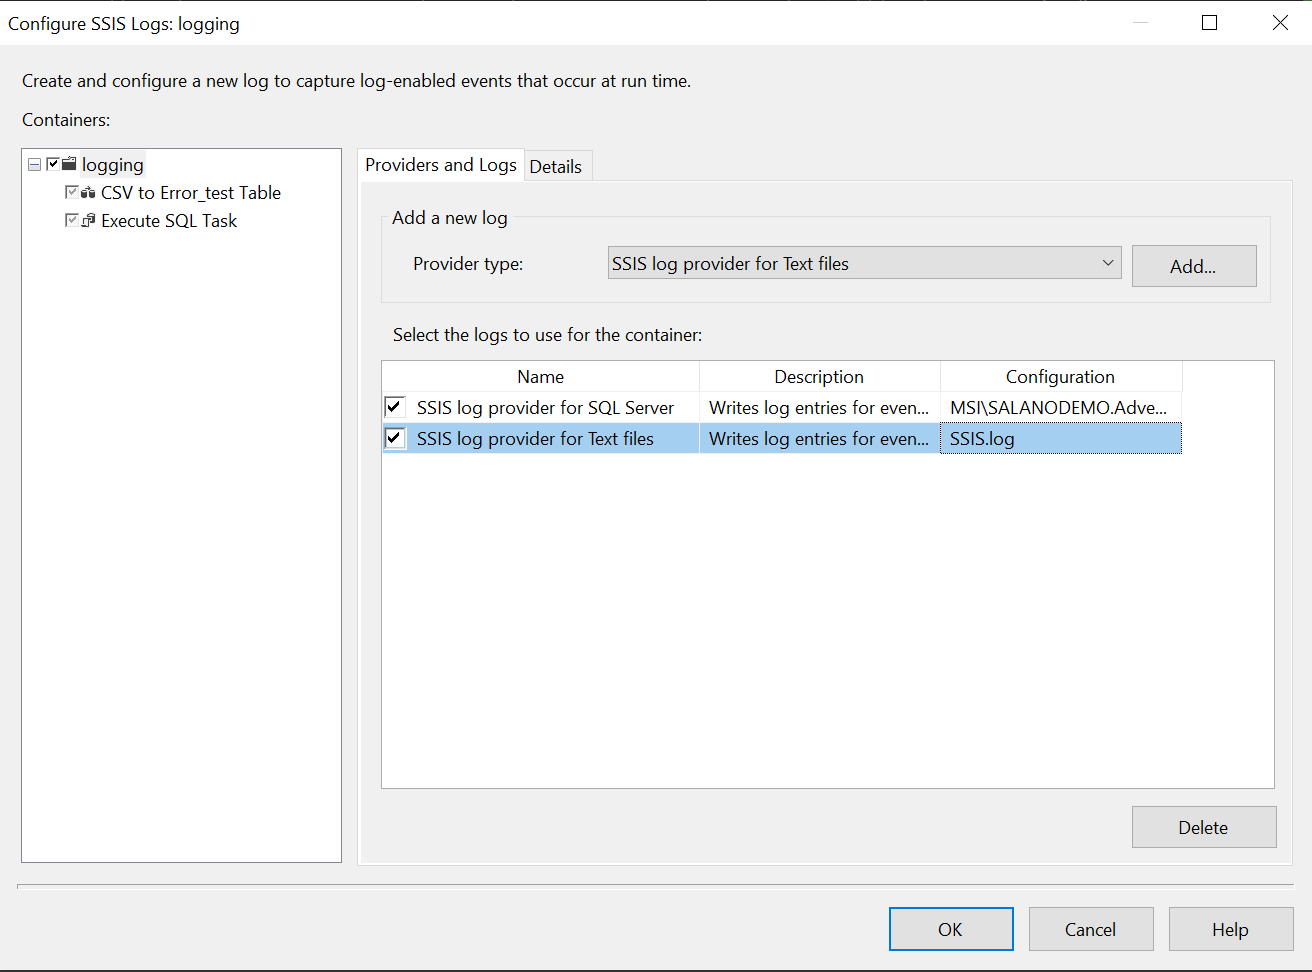 Configure SSIS Logs: logging
Create and configure a new log to capture log-enabled events that occur at run time.
Containers:
logging
CSV to Error_test Table
Execute SQL Task
Providers and Logs
Details
Add a new log
Provider type:
SSIS log provider for Text files
Add...
Select the logs to use for the container:
Name Description Configuration
SSIS log provider for SQL Server Writes log entries for even... MSI\SALANODEMO.Adve...
SSIS log provider for Text files Writes log entries for even... SSIS.log
Delete
OK Cancel Help